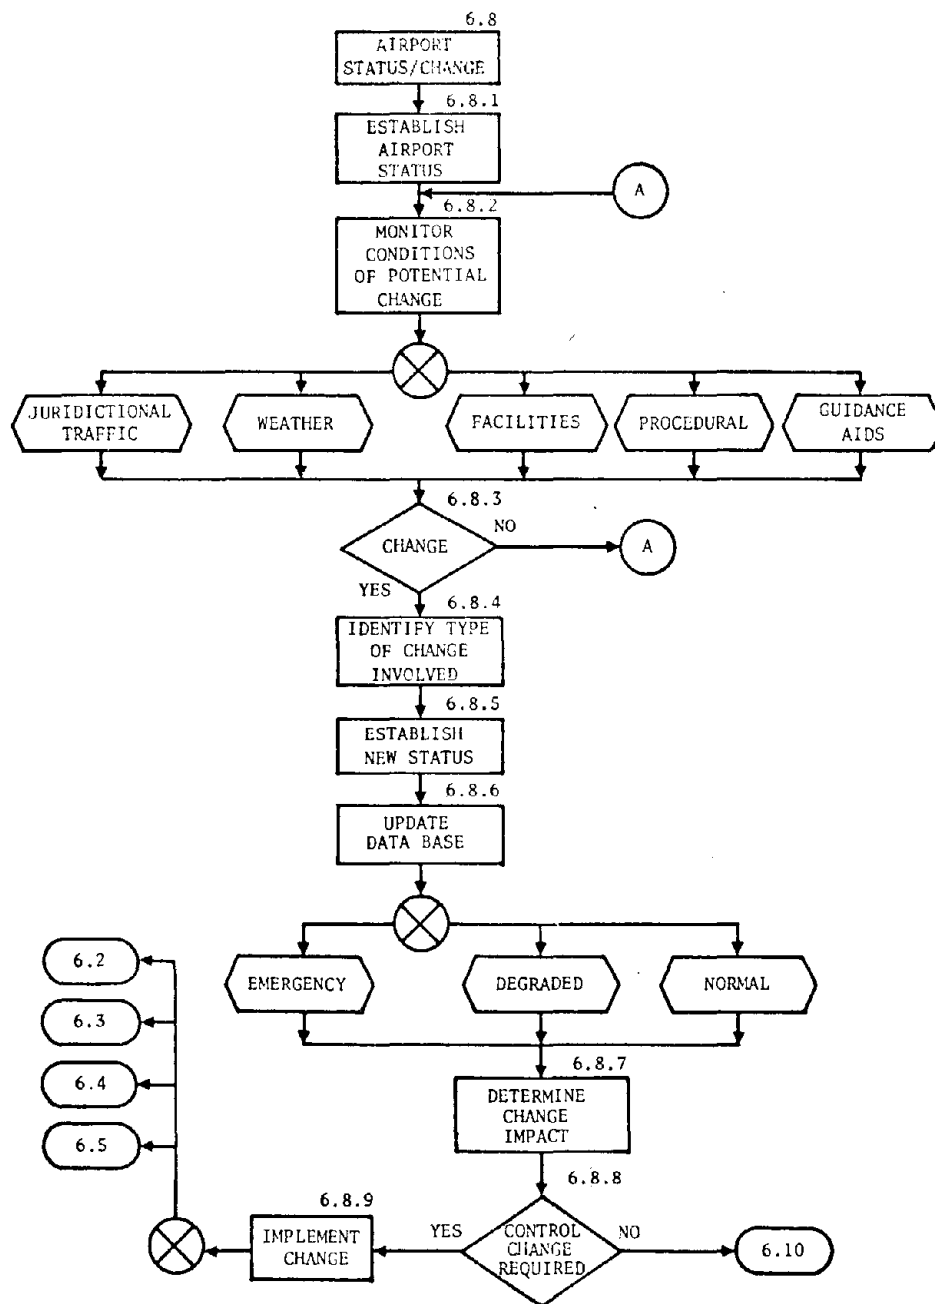 6.8
AIRPORT
STATUS/CHANGE
6.8.1
ESTABLISH
AIRPORT
STATUS
A
6.8.2
MONITOR
CONDITIONS
OF POTENTIAL
CHANGE
JURIDICTIONAL
TRAFFIC
WEATHER
FACILITIES
PROCEDURAL
GUIDANCE
AIDS
6.8.3
CHANGE
NO
A
YES
6.8.4
IDENTIFY TYPE
OF CHANGE
INVOLVED
6.8.5
ESTABLISH
NEW STATUS
6.8.6
UPDATE
DATA BASE
EMERGENCY
DEGRADED
NORMAL
6.2
6.3
6.4
6.5
6.8.7
DETERMINE
CHANGE
IMPACT
6.8.8
CONTROL
CHANGE
REQUIRED
YES
NO
6.8.9
IMPLEMENT
CHANGE
6.10